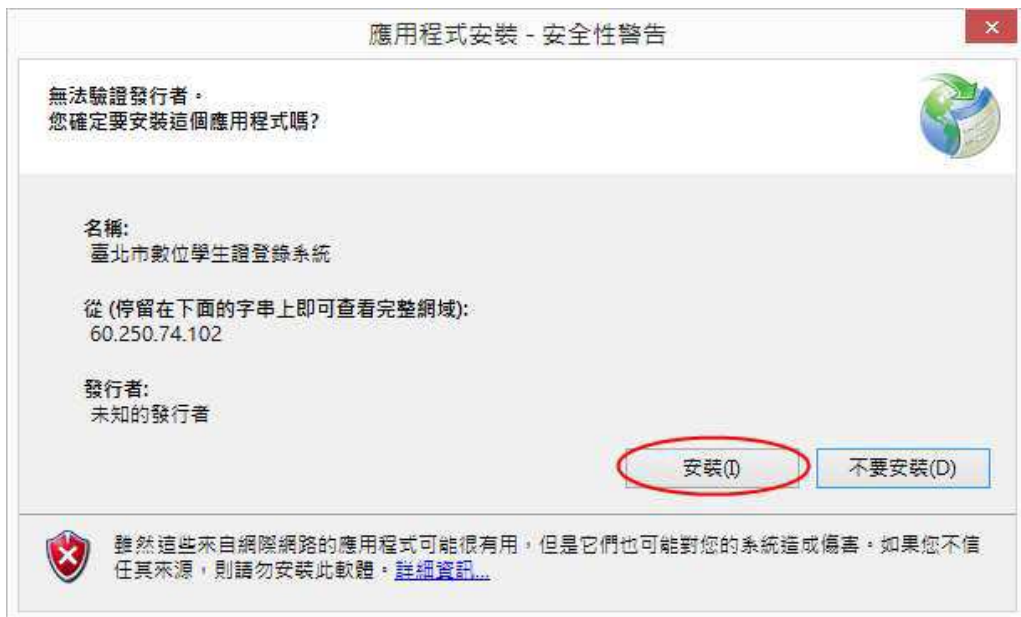 應用程式安裝 - 安全性警告
無法驗證發行者。
您確定要安裝這個應用程式嗎?
名稱:
臺北市數位學生證登錄系統
從 (停留在下面的字串上即可查看完整網域):
60.250.74.102
發行者:
未知的發行者
安裝(I)
不要安裝(D)
雖然這些來自網際網路的應用程式可能很有用，但是它們也可能對您的系統造成傷害。如果您不信
任其來源，則請勿安裝此軟體。詳細資訊...